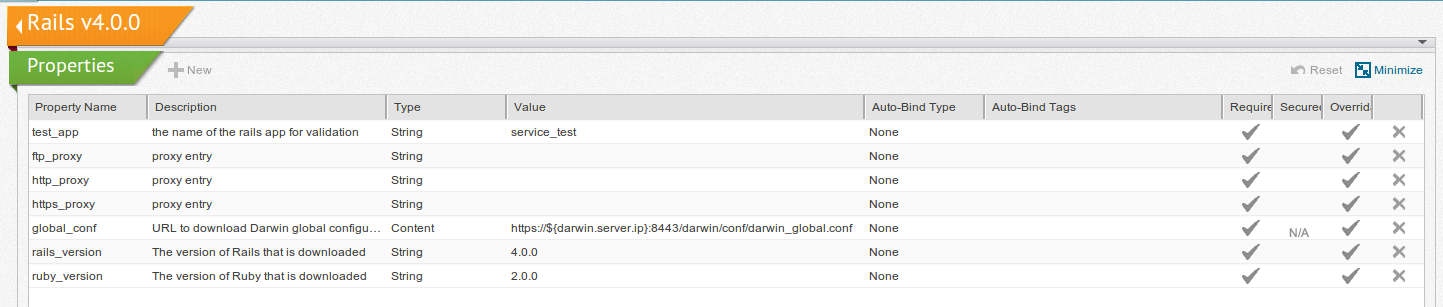 Rails v4.0.0
Properties New Reset Minimize
Property Name Description Type Value Auto-Bind Type Auto-Bind Tags Require Secured Overrida
test_app the name of the rails app for validation String service_test None
ftp_proxy proxy entry String None
http_proxy proxy entry String None
https_proxy proxy entry String None
global_conf URL to download Darwin global configu... Content https://${darwin.server.ip}:8443/darwin/conf/darwin_global.conf None N/A
rails_version The version of Rails that is downloaded String 4.0.0 None
ruby_version The version of Ruby that is downloaded String 2.0.0 None